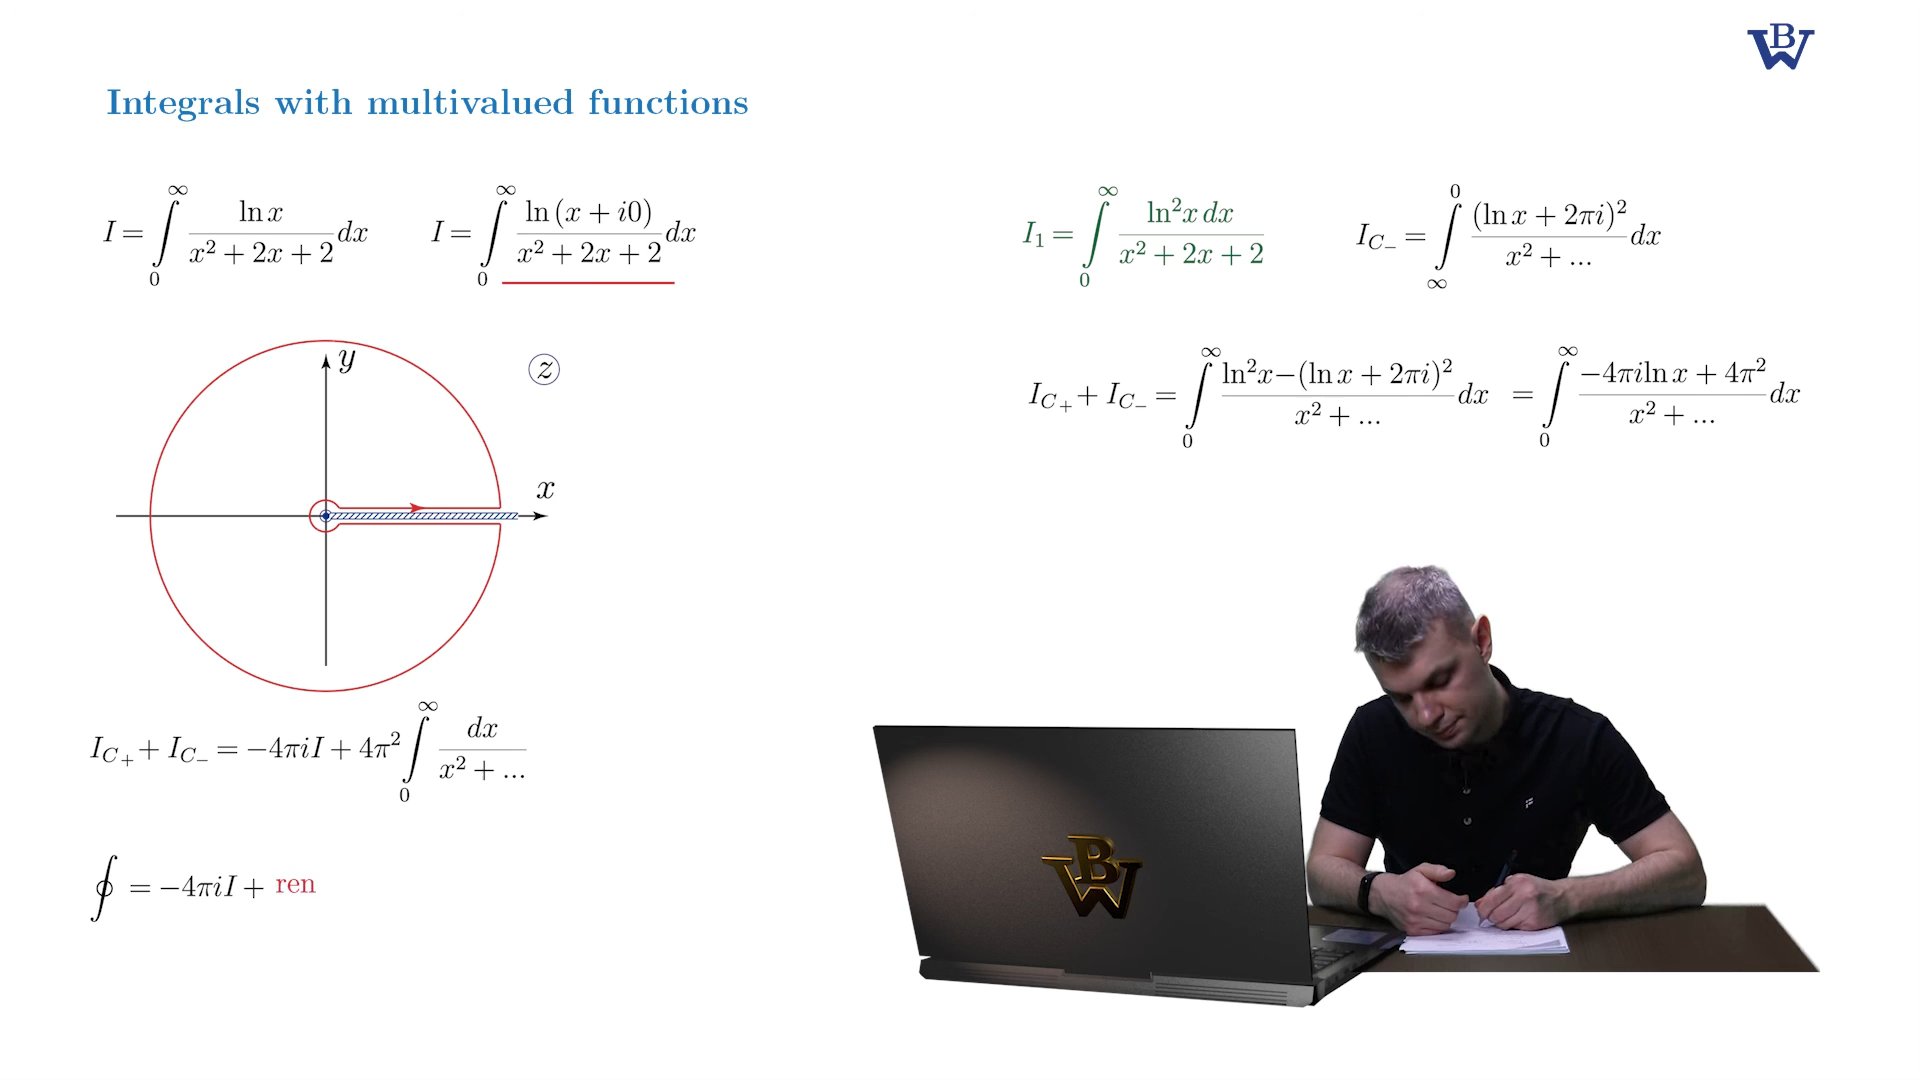 BW
Integrals with multivalued functions
I = ∫₀^∞ ln x / (x² + 2x + 2) dx
I = ∫₀^∞ ln (x + i0) / (x² + 2x + 2) dx
I₁ = ∫₀^∞ ln²x dx / (x² + 2x + 2)
I_{C₋} = ∫_∞^0 (ln x + 2πi)² / (x² + ...) dx
y
z
x
I_{C₊} + I_{C₋} = ∫₀^∞ (ln²x − (ln x + 2πi)²) / (x² + ...) dx = ∫₀^∞ (−4πi ln x + 4π²) / (x² + ...) dx
I_{C₊} + I_{C₋} = −4πiI + 4π² ∫₀^∞ dx / (x² + ...)
∮ = −4πiI + ren
BW